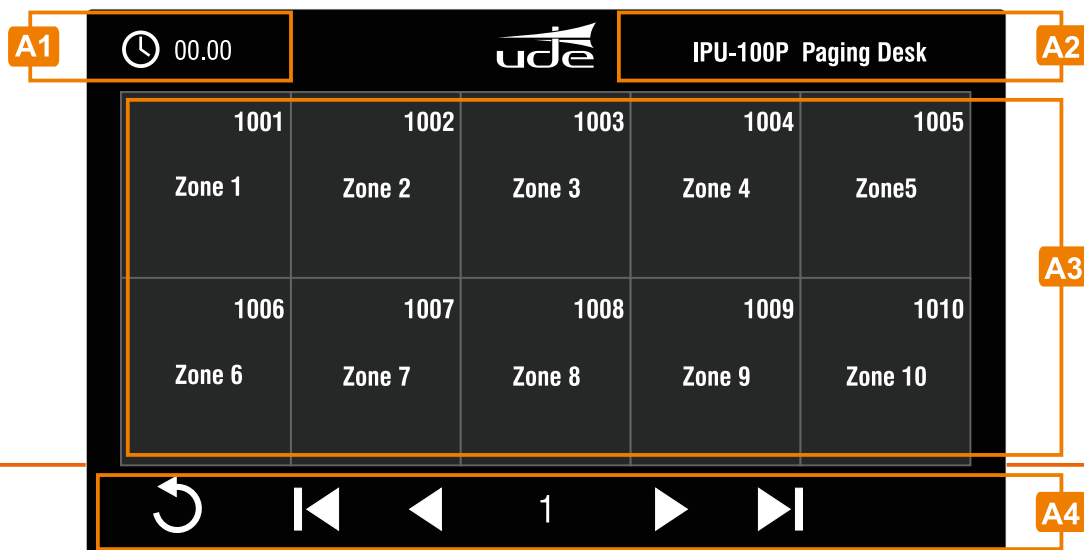 A1
00.00
ude
IPU-100P Paging Desk
A2
1001 1002 1003 1004 1005
Zone 1 Zone 2 Zone 3 Zone 4 Zone5
A3
1006 1007 1008 1009 1010
Zone 6 Zone 7 Zone 8 Zone 9 Zone 10
1
A4